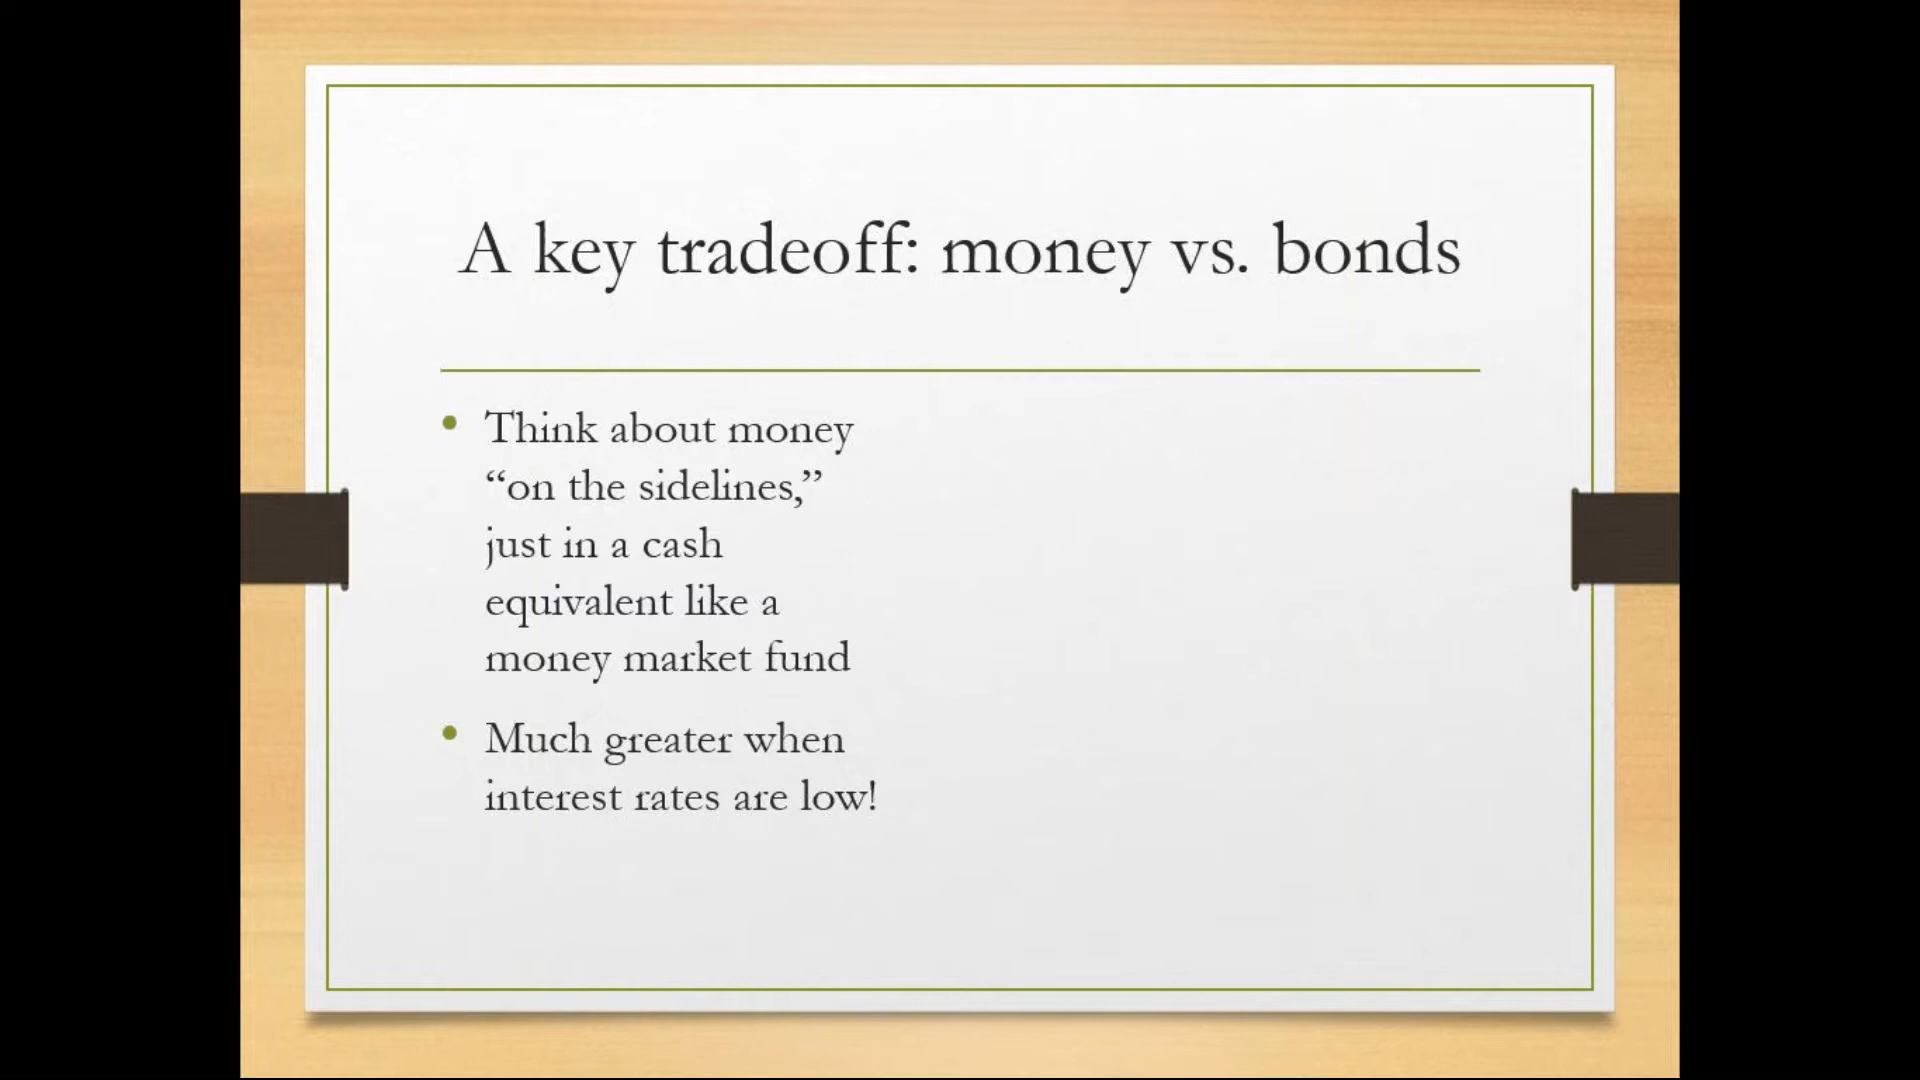 A key tradeoff: money vs. bonds
Think about money
“on the sidelines,”
just in a cash
equivalent like a
money market fund
Much greater when
interest rates are low!